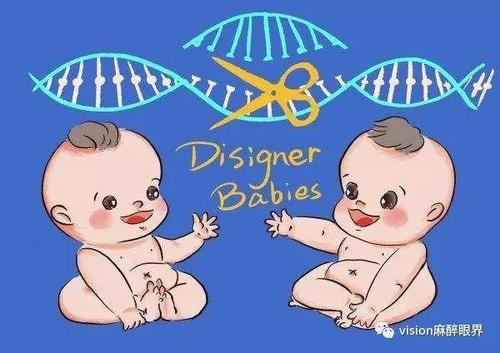 Disigner
Babies
vision麻醉眼界